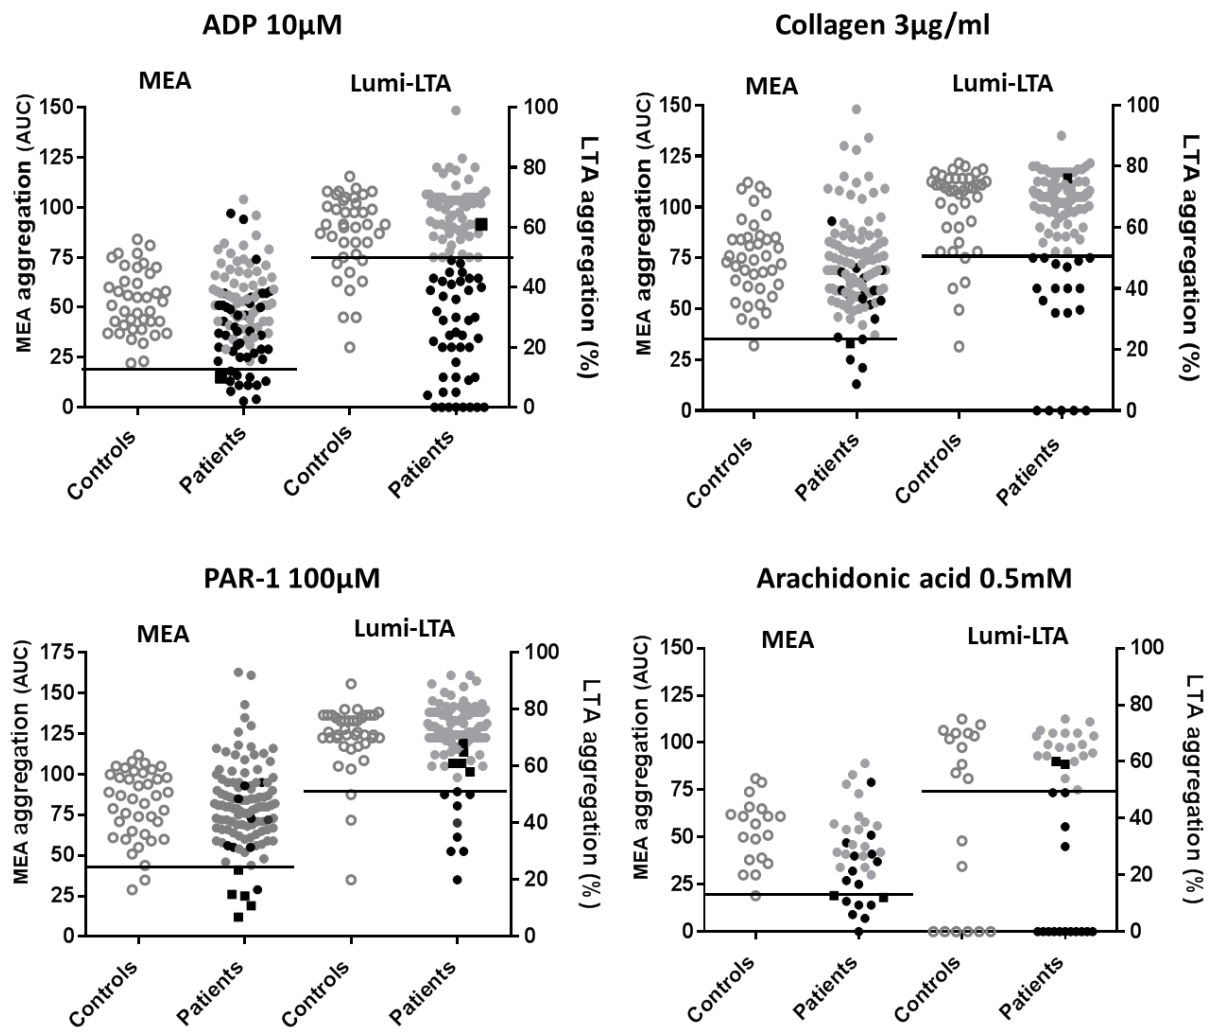 ADP 10µM
MEA
Lumi-LTA
MEA aggregation (AUC)
150
125
100
75
50
25
0
100
80
60
40
20
0
LTA aggregation (%)
Controls
Patients
Controls
Patients
Collagen 3µg/ml
MEA
Lumi-LTA
MEA aggregation (AUC)
150
125
100
75
50
25
0
100
80
60
40
20
0
LTA aggregation (%)
Controls
Patients
Controls
Patients
PAR-1 100µM
MEA
Lumi-LTA
MEA aggregation (AUC)
175
150
125
100
75
50
25
0
100
80
60
40
20
0
LTA aggregation (%)
Controls
Patients
Controls
Patients
Arachidonic acid 0.5mM
MEA
Lumi-LTA
MEA aggregation (AUC)
150
125
100
75
50
25
0
100
80
60
40
20
0
LTA aggregation (%)
Controls
Patients
Controls
Patients